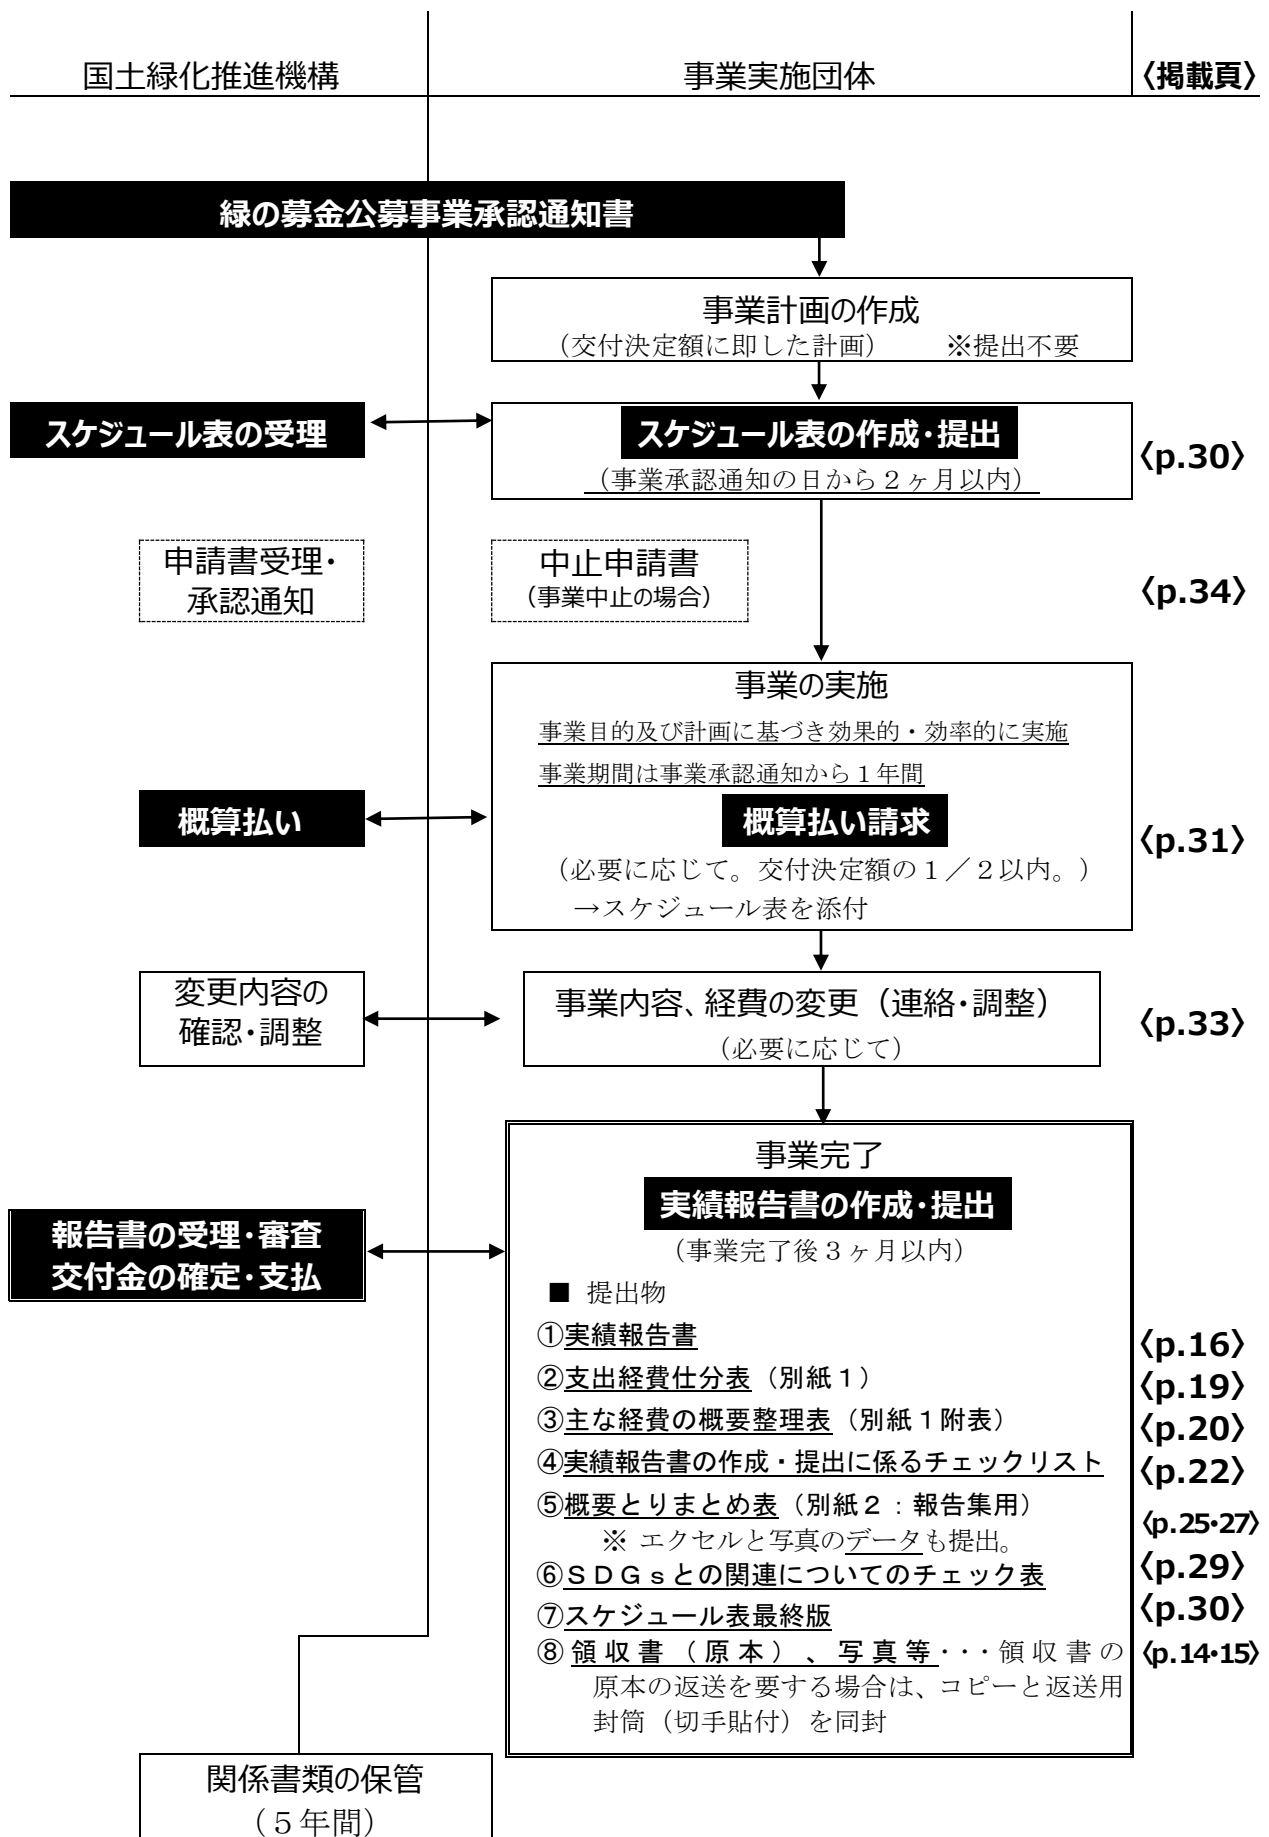 国土緑化推進機構
事業実施団体
〈掲載頁〉
緑の募金公募事業承認通知書
事業計画の作成
（交付決定額に即した計画）　　※提出不要
スケジュール表の受理
スケジュール表の作成・提出
（事業承認通知の日から２ヶ月以内）
〈p.30〉
申請書受理・
承認通知
中止申請書
（事業中止の場合）
〈p.34〉
事業の実施
事業目的及び計画に基づき効果的・効率的に実施
事業期間は事業承認通知から１年間
概算払い
概算払い請求
〈p.31〉
（必要に応じて。交付決定額の１／２以内。）
→スケジュール表を添付
変更内容の
確認・調整
事業内容、経費の変更（連絡・調整）
（必要に応じて）
〈p.33〉
事業完了
実績報告書の作成・提出
（事業完了後３ヶ月以内）
報告書の受理・審査
交付金の確定・支払
■ 提出物
①実績報告書
〈p.16〉
②支出経費仕分表（別紙１）
〈p.19〉
③主な経費の概要整理表（別紙１附表）
〈p.20〉
④実績報告書の作成・提出に係るチェックリスト
〈p.22〉
⑤概要とりまとめ表（別紙２：報告集用）
〈p.25・27〉
※ エクセルと写真のデータも提出。
⑥ＳＤＧｓとの関連についてのチェック表
〈p.29〉
⑦スケジュール表最終版
〈p.30〉
⑧領収書（原本）、写真等・・・領収書の
〈p.14・15〉
原本の返送を要する場合は、コピーと返送用
封筒（切手貼付）を同封
関係書類の保管
（５年間）